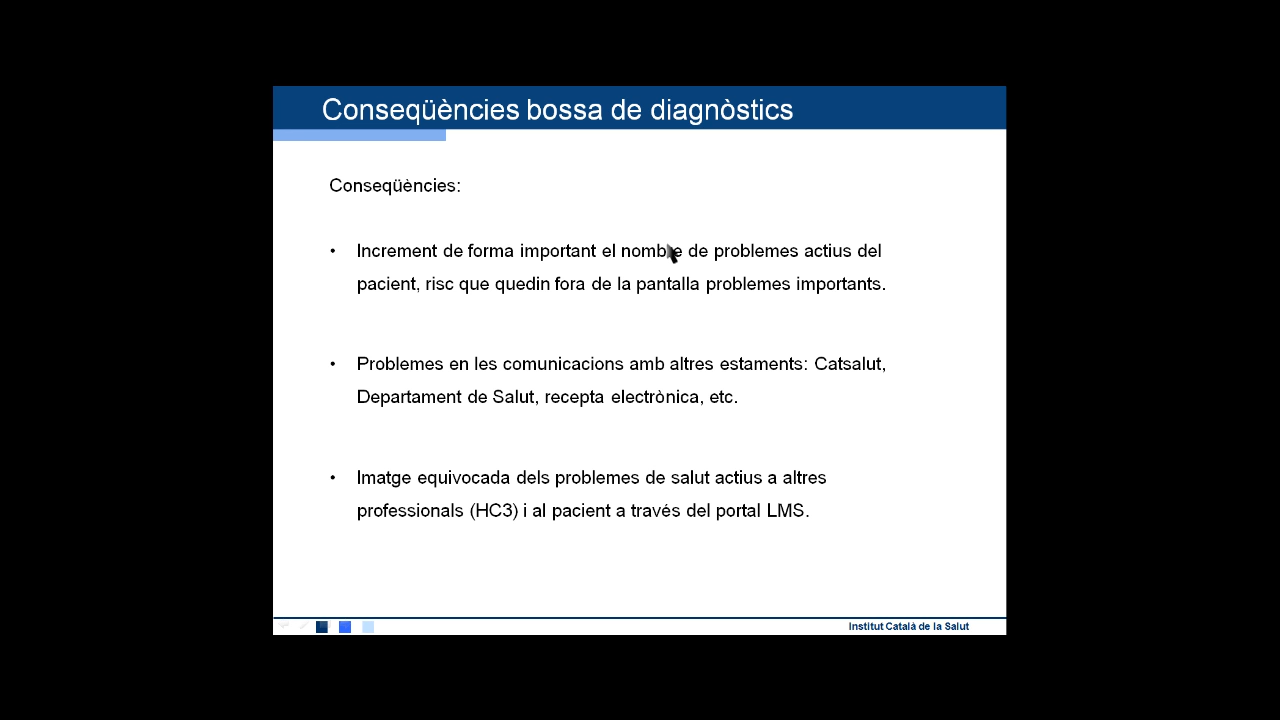 Conseqüències bossa de diagnòstics
Conseqüències:
• Increment de forma important el nombre de problemes actius del
pacient, risc que quedin fora de la pantalla problemes importants.
• Problemes en les comunicacions amb altres estaments: Catsalut,
Departament de Salut, recepta electrònica, etc.
• Imatge equivocada dels problemes de salut actius a altres
professionals (HC3) i al pacient a través del portal LMS.
Institut Català de la Salut